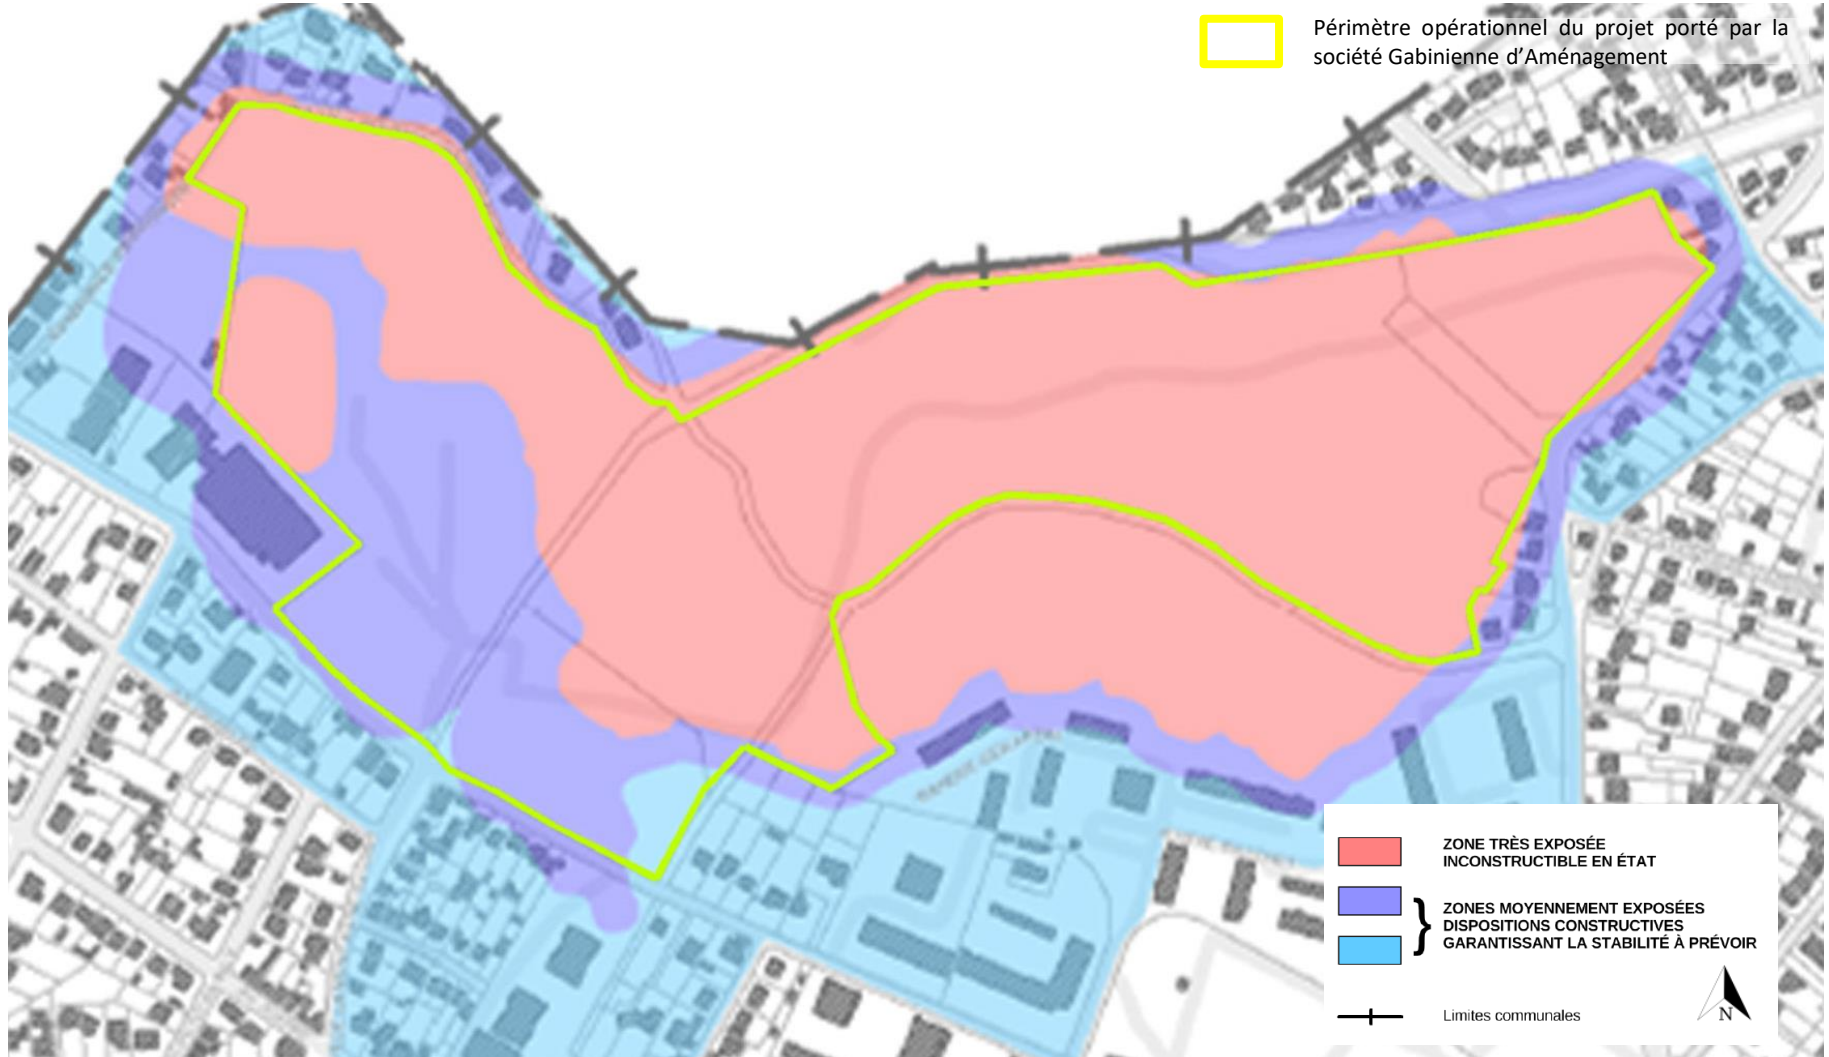 Périmètre opérationnel du projet porté par la
société Gabinienne d'Aménagement
ZONE TRÈS EXPOSÉE
INCONSTRUCTIBLE EN ÉTAT
ZONES MOYENNEMENT EXPOSÉES
DISPOSITIONS CONSTRUCTIVES
GARANTISSANT LA STABILITÉ À PRÉVOIR
Limites communales
N